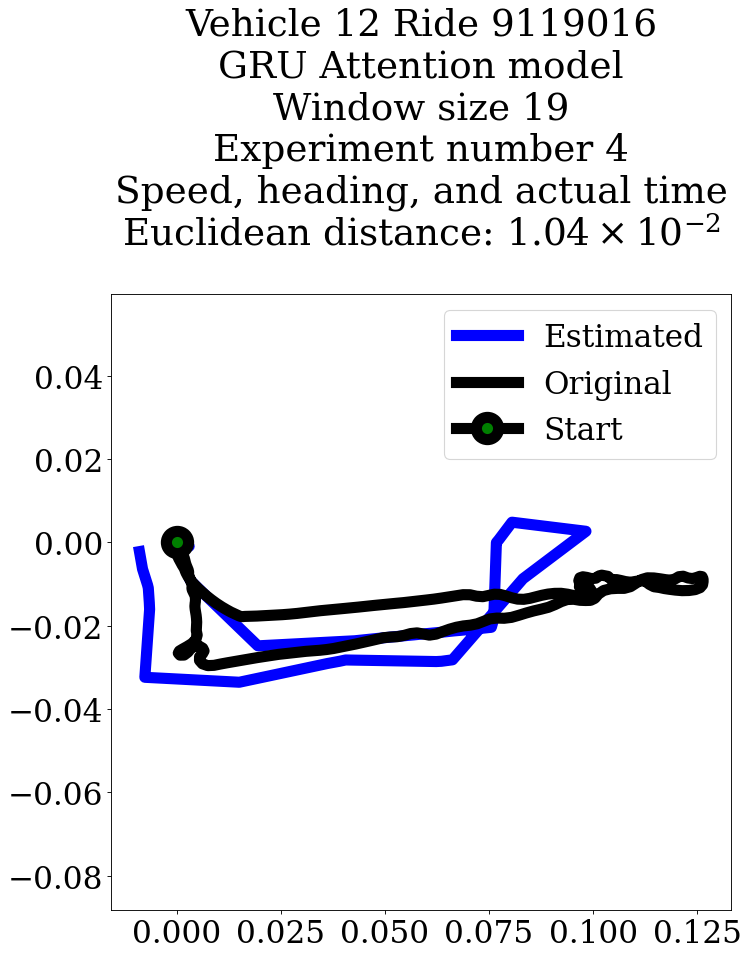 Vehicle 12 Ride 9119016
GRU Attention model
Window size 19
Experiment number 4
Speed, heading, and actual time
Euclidean distance: 1.04 × 10⁻²
Estimated
Original
Start
0.04
0.02
0.00
−0.02
−0.04
−0.06
−0.08
0.000 0.025 0.050 0.075 0.100 0.125